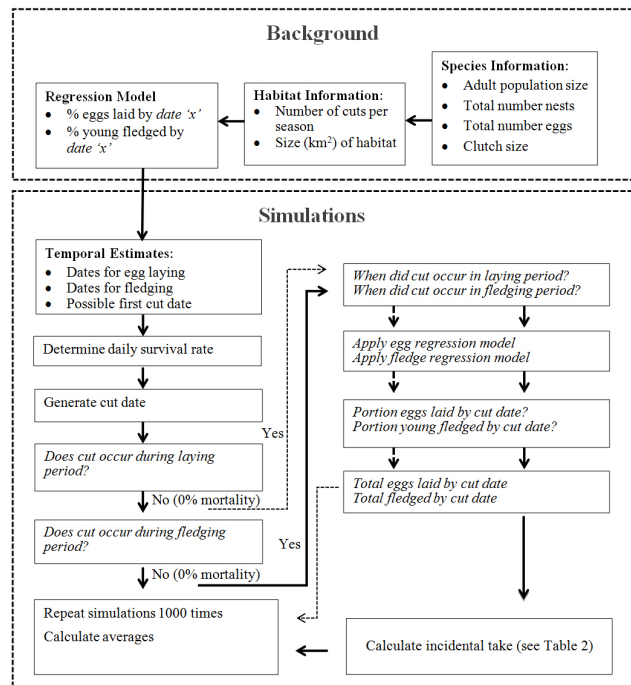 Background
Regression Model
• % eggs laid by date ‘x’
• % young fledged by
date ‘x’
Habitat Information:
• Number of cuts per
season
• Size (km²) of habitat
Species Information:
• Adult population size
• Total number nests
• Total number eggs
• Clutch size
Simulations
Temporal Estimates:
• Dates for egg laying
• Dates for fledging
• Possible first cut date
Determine daily survival rate
Generate cut date
Does cut occur during laying
period?
Yes
No (0% mortality)
Does cut occur during fledging
period?
Yes
No (0% mortality)
Repeat simulations 1000 times
Calculate averages
When did cut occur in laying period?
When did cut occur in fledging period?
Apply egg regression model
Apply fledge regression model
Portion eggs laid by cut date?
Portion young fledged by cut date?
Total eggs laid by cut date
Total fledged by cut date
Calculate incidental take (see Table 2)